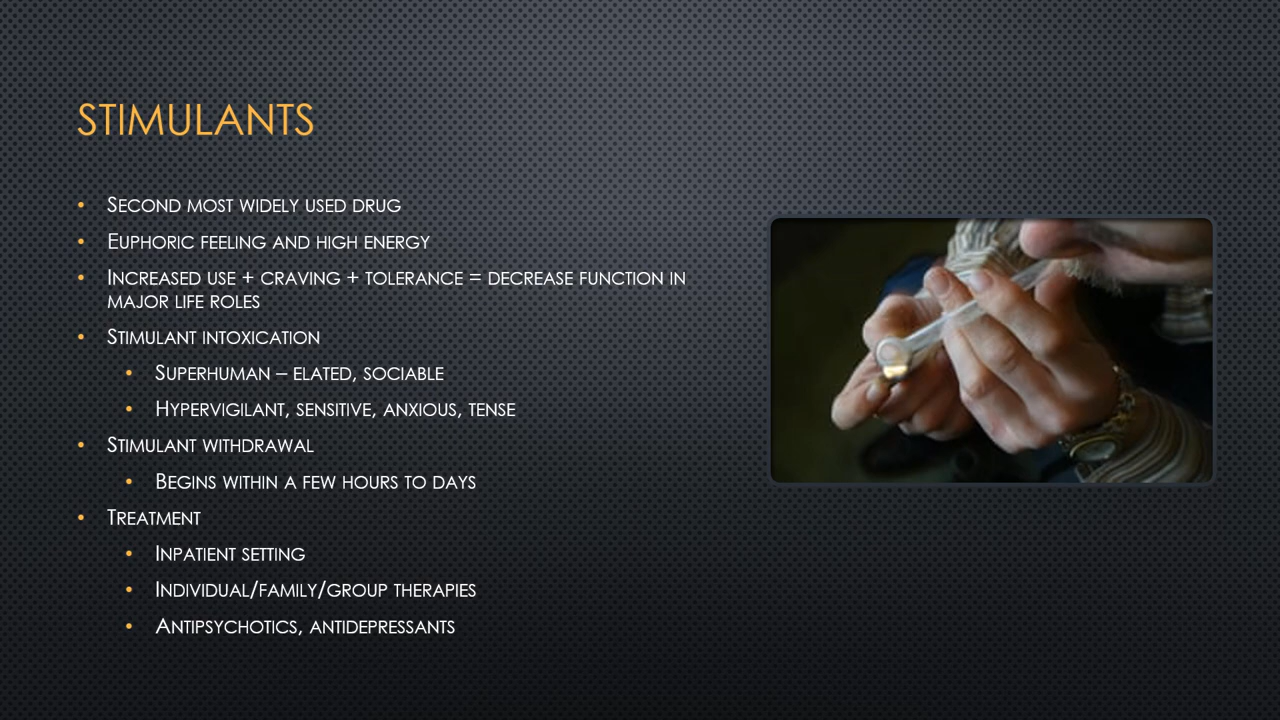 STIMULANTS
• SECOND MOST WIDELY USED DRUG
• EUPHORIC FEELING AND HIGH ENERGY
• INCREASED USE + CRAVING + TOLERANCE = DECREASE FUNCTION IN
MAJOR LIFE ROLES
• STIMULANT INTOXICATION
• SUPERHUMAN – ELATED, SOCIABLE
• HYPERVIGILANT, SENSITIVE, ANXIOUS, TENSE
• STIMULANT WITHDRAWAL
• BEGINS WITHIN A FEW HOURS TO DAYS
• TREATMENT
• INPATIENT SETTING
• INDIVIDUAL/FAMILY/GROUP THERAPIES
• ANTIPSYCHOTICS, ANTIDEPRESSANTS